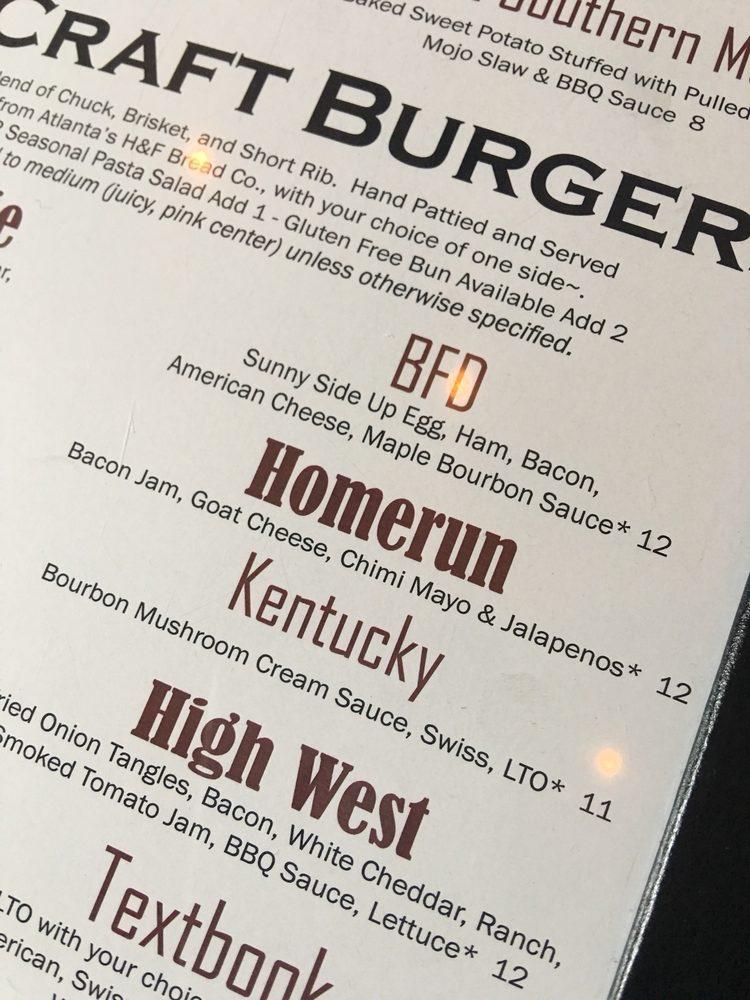 Southern
Sweet Potato Stuffed with Pulled
Mojo Slaw & BBQ Sauce 8
CRAFT BURGER
of Chuck, Brisket, and Short Rib. Hand Pattied and Served
from Atlanta's H&F Bread Co., with your choice of one side~.
Seasonal Pasta Salad Add 1 - Gluten Free Bun Available Add 2
to medium (juicy, pink center) unless otherwise specified.
BFD
Sunny Side Up Egg, Ham, Bacon,
American Cheese, Maple Bourbon Sauce* 12
Homerun
Bacon Jam, Goat Cheese, Chimi Mayo & Jalapenos* 12
Kentucky
Bourbon Mushroom Cream Sauce, Swiss, LTO* 11
High West
Onion Tangles, Bacon, White Cheddar, Ranch,
Smoked Tomato Jam, BBQ Sauce, Lettuce* 12
Textbook
LTO with your